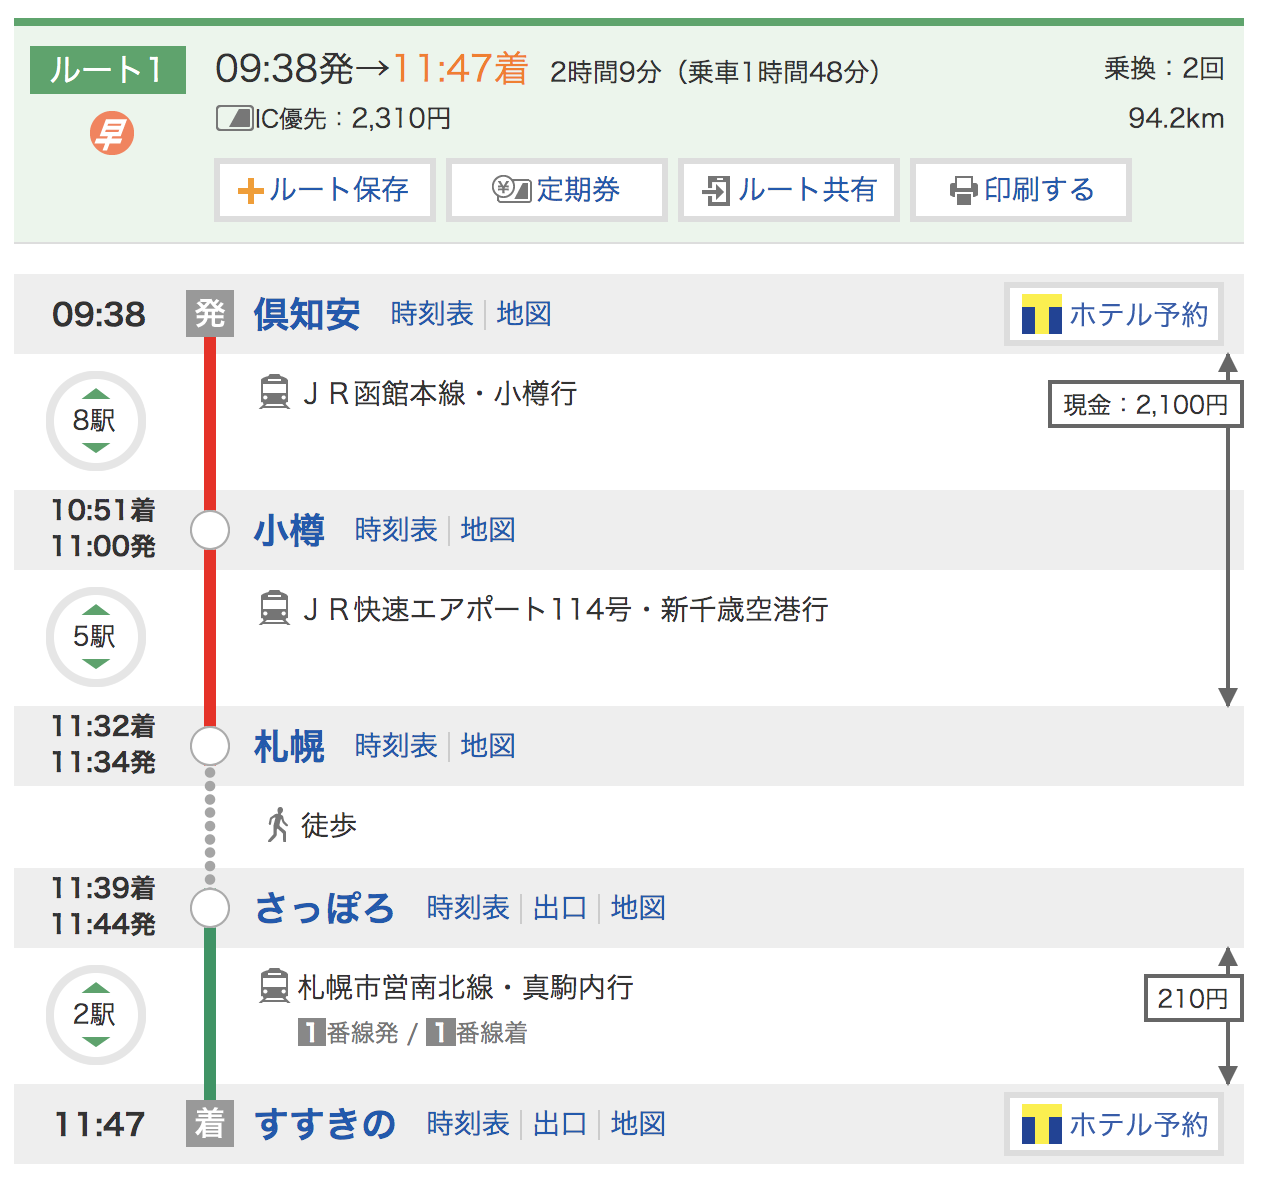 ルート1
09:38発→11:47着 2時間9分（乗車1時間48分） 乗換：2回
早 IC優先：2,310円 94.2km
ルート保存 定期券 ルート共有 印刷する
09:38 発 倶知安 時刻表 地図 ホテル予約
8駅 ＪＲ函館本線・小樽行 現金：2,100円
10:51着
11:00発
小樽 時刻表 地図
5駅 ＪＲ快速エアポート114号・新千歳空港行
11:32着
11:34発
札幌 時刻表 地図
徒歩
11:39着
11:44発
さっぽろ 時刻表 出口 地図
2駅 札幌市営南北線・真駒内行 210円
1番線発 / 1番線着
11:47 着 すすきの 時刻表 出口 地図 ホテル予約